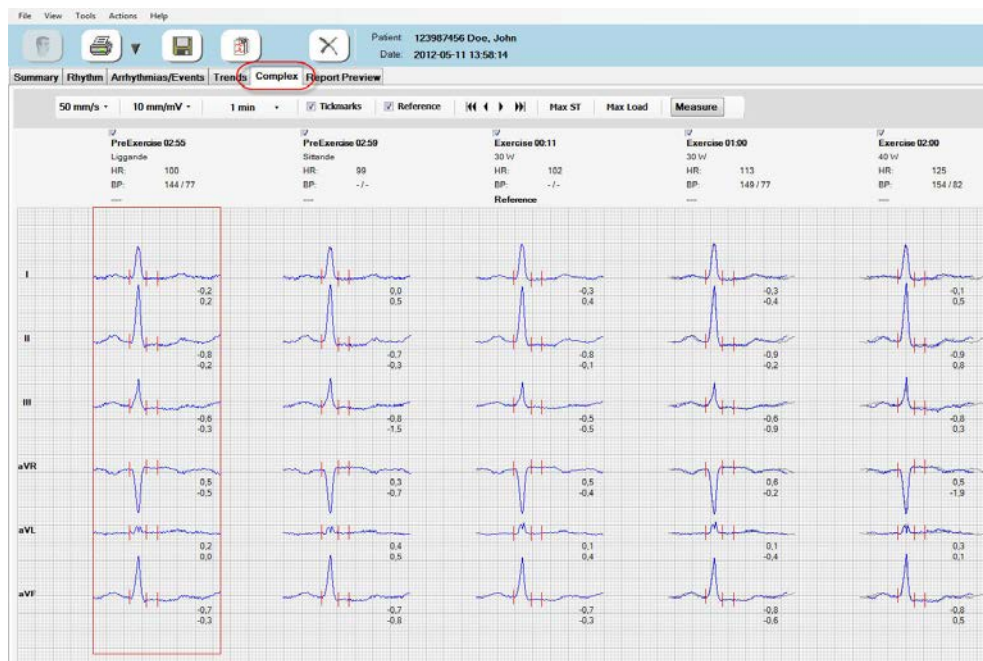 File View Tools Actions Help
Patient: 123987456 Doe, John
Date: 2012-05-11 13:58:14
Summary Rhythm Arrhythmias/Events Trends Complex Report Preview
50 mm/s 10 mm/mV 1 min Tickmarks Reference Max ST Max Load Measure
PreExercise 02:55 PreExercise 02:59 Exercise 00:11 Exercise 01:00 Exercise 02:00
Liggande Sittande 30 W 30 W 40 W
HR: 100 HR: 99 HR: 102 HR: 113 HR: 125
BP: 144 / 77 BP: -/- BP: -/- BP: 149 / 77 BP: 154 / 82
---- ---- Reference ---- ----
I
-0,2 0,0 -0,3 -0,3 -0,1
0,2 0,5 0,4 -0,4 0,5
II
-0,8 -0,7 -0,8 -0,9 -0,9
-0,2 -0,3 -0,1 -0,2 0,8
III
-0,6 -0,8 -0,5 -0,6 -0,8
-0,3 -1,5 -0,5 -0,9 0,3
aVR
0,5 0,3 0,5 0,6 0,5
-0,5 -0,7 -0,4 -0,2 -1,9
aVL
0,2 0,4 0,1 0,1 0,3
0,0 0,5 0,4 -0,4 0,1
aVF
-0,7 -0,7 -0,7 -0,8 -0,8
-0,3 -0,8 -0,3 -0,6 0,5